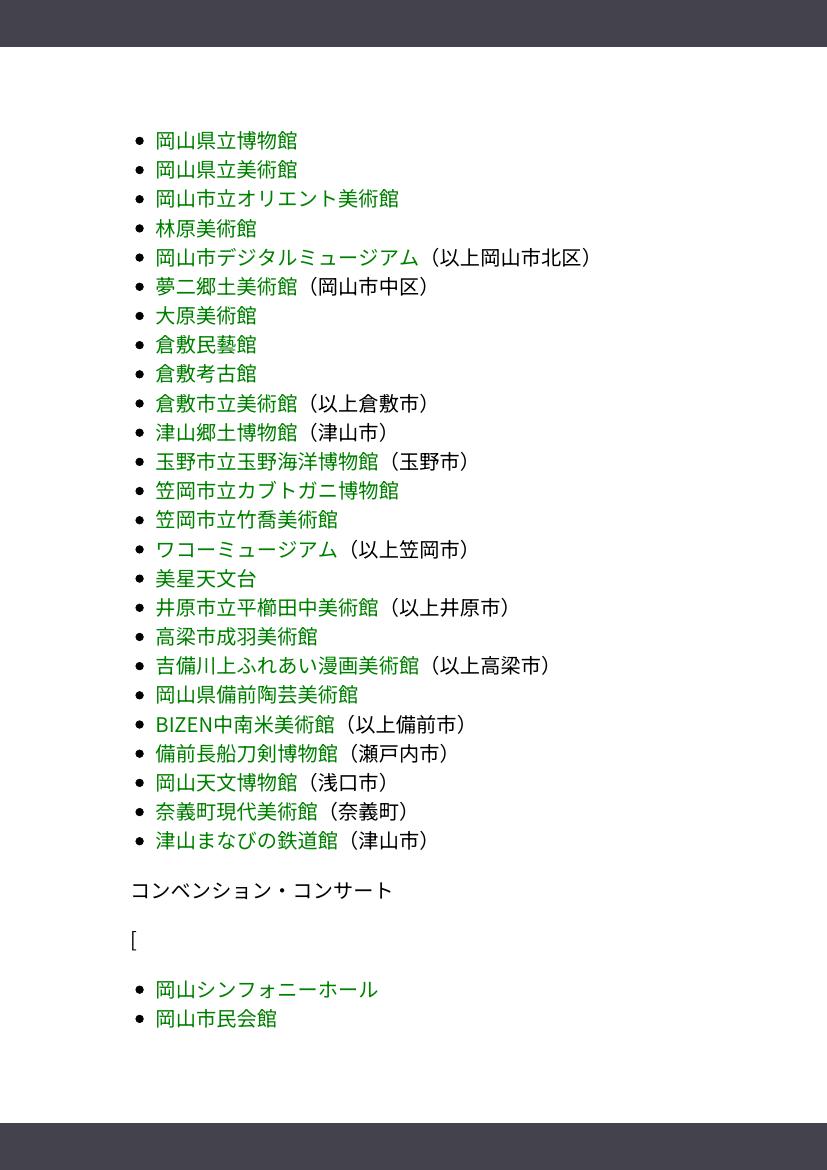 • 岡山県立博物館
• 岡山県立美術館
• 岡山市立オリエント美術館
• 林原美術館
• 岡山市デジタルミュージアム（以上岡山市北区）
• 夢二郷土美術館（岡山市中区）
• 大原美術館
• 倉敷民藝館
• 倉敷考古館
• 倉敷市立美術館（以上倉敷市）
• 津山郷土博物館（津山市）
• 玉野市立玉野海洋博物館（玉野市）
• 笠岡市立カブトガニ博物館
• 笠岡市立竹喬美術館
• ワコーミュージアム（以上笠岡市）
• 美星天文台
• 井原市立平櫛田中美術館（以上井原市）
• 高梁市成羽美術館
• 吉備川上ふれあい漫画美術館（以上高梁市）
• 岡山県備前陶芸美術館
• BIZEN中南米美術館（以上備前市）
• 備前長船刀剣博物館（瀬戸内市）
• 岡山天文博物館（浅口市）
• 奈義町現代美術館（奈義町）
• 津山まなびの鉄道館（津山市）
コンベンション・コンサート
[
• 岡山シンフォニーホール
• 岡山市民会館